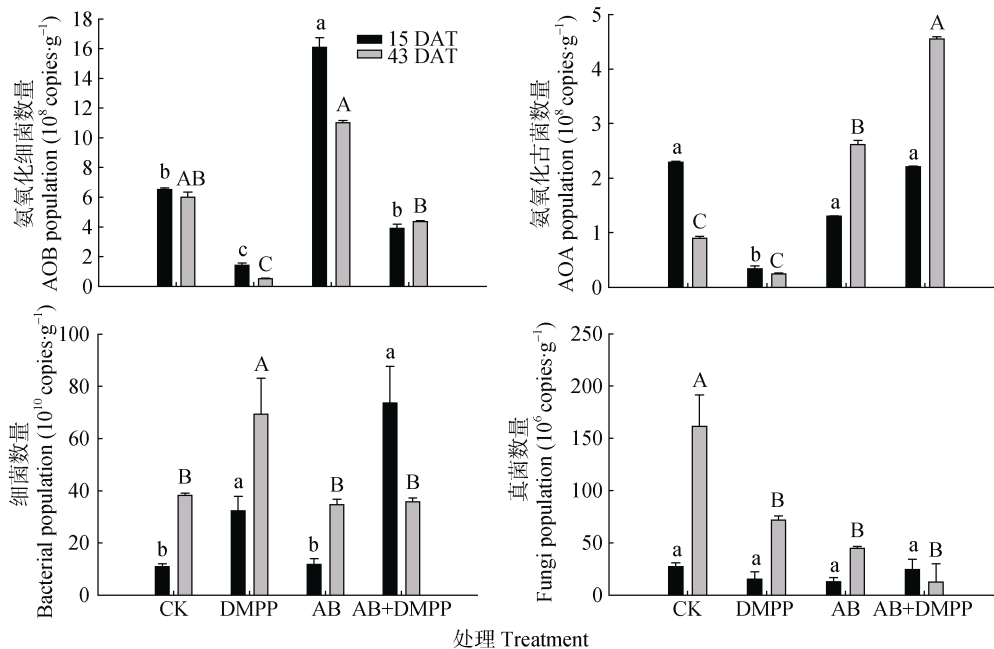 氨氧化细菌数量
AOB population (10⁸ copies·g⁻¹)
18
16
14
12
10
8
6
4
2
0
15 DAT
43 DAT
b
AB
c
C
a
A
b
B
氨氧化古菌数量
AOA population (10⁸ copies·g⁻¹)
5
4
3
2
1
0
a
C
b
C
a
B
a
A
细菌数量
Bacterial population (10¹⁰ copies·g⁻¹)
100
80
60
40
20
0
b
B
a
A
b
B
a
B
CK
DMPP
AB
AB+DMPP
真菌数量
Fungi population (10⁶ copies·g⁻¹)
250
200
150
100
50
0
a
A
a
B
a
B
a
B
CK
DMPP
AB
AB+DMPP
处理 Treatment